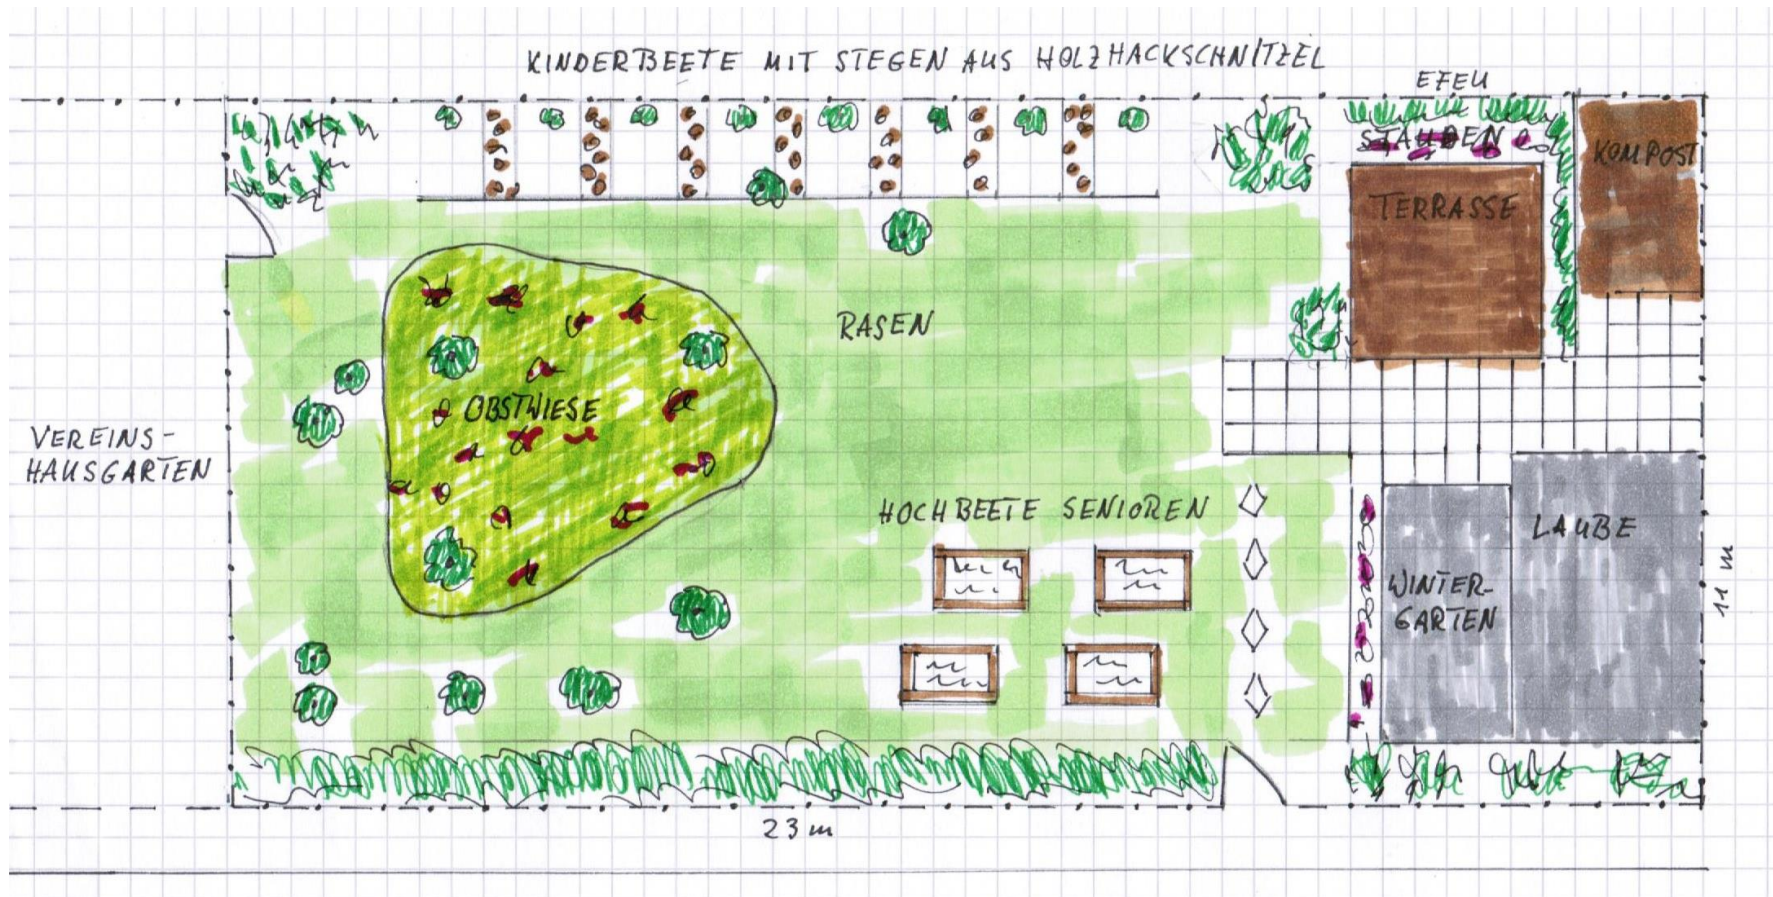 KINDERBEETE MIT STEGEN AUS HOLZHACKSCHNITZEL
EFEU
STAUDEN
KOMPOST
TERRASSE
RASEN
OBSTWIESE
VEREINS-
HAUSGARTEN
HOCHBEETE SENIOREN
LAUBE
WINTER-
GARTEN
11 m
23 m